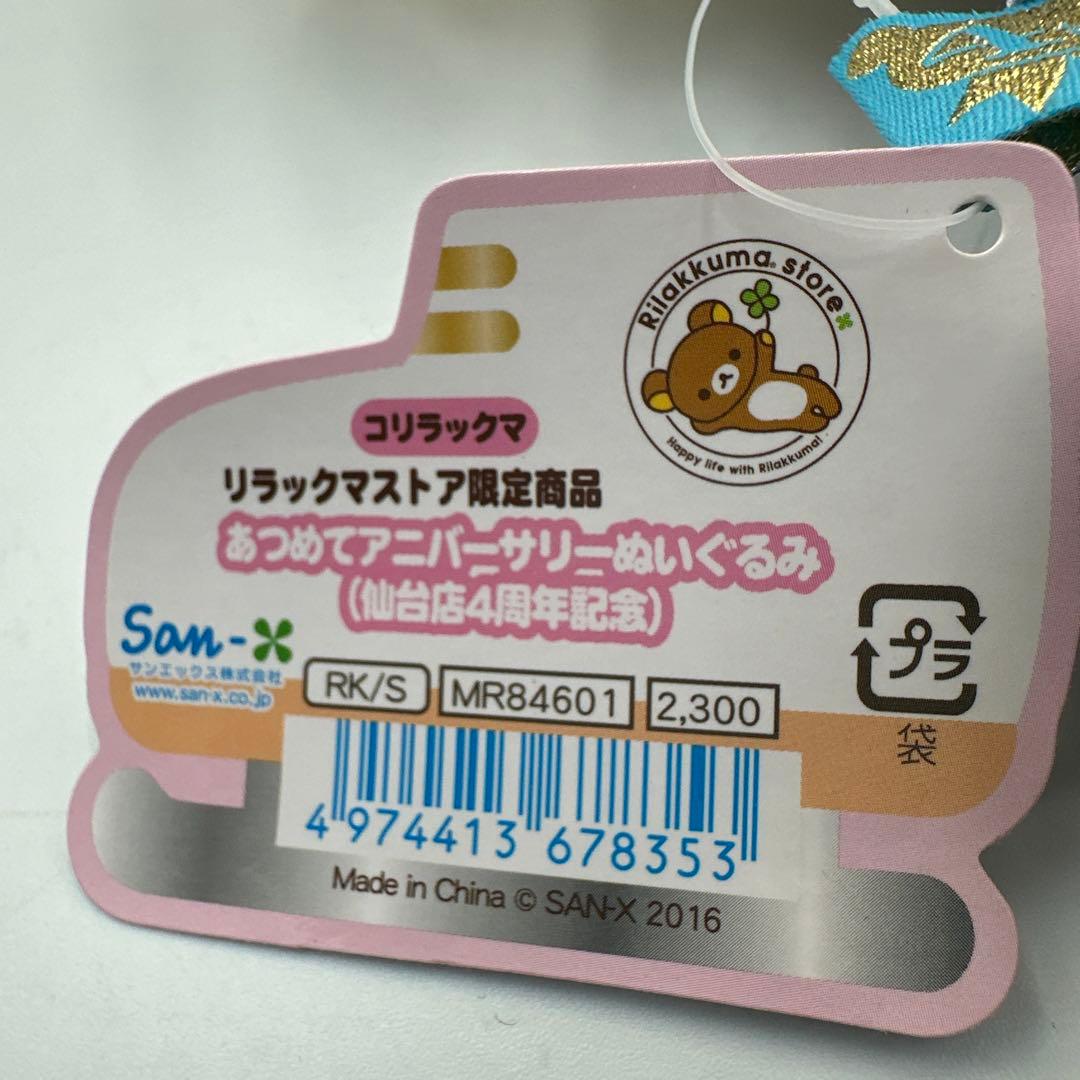 Rilakkuma® store
Happy life with Rilakkuma!
コリラックマ
リラックマストア限定商品
あつめてアニバーサリーぬいぐるみ
(仙台店4周年記念)
San-X
サンエックス株式会社
www.san-x.co.jp
RK/S MR84601 2,300
プラ
袋
4 974413 678353
Made in China © SAN-X 2016